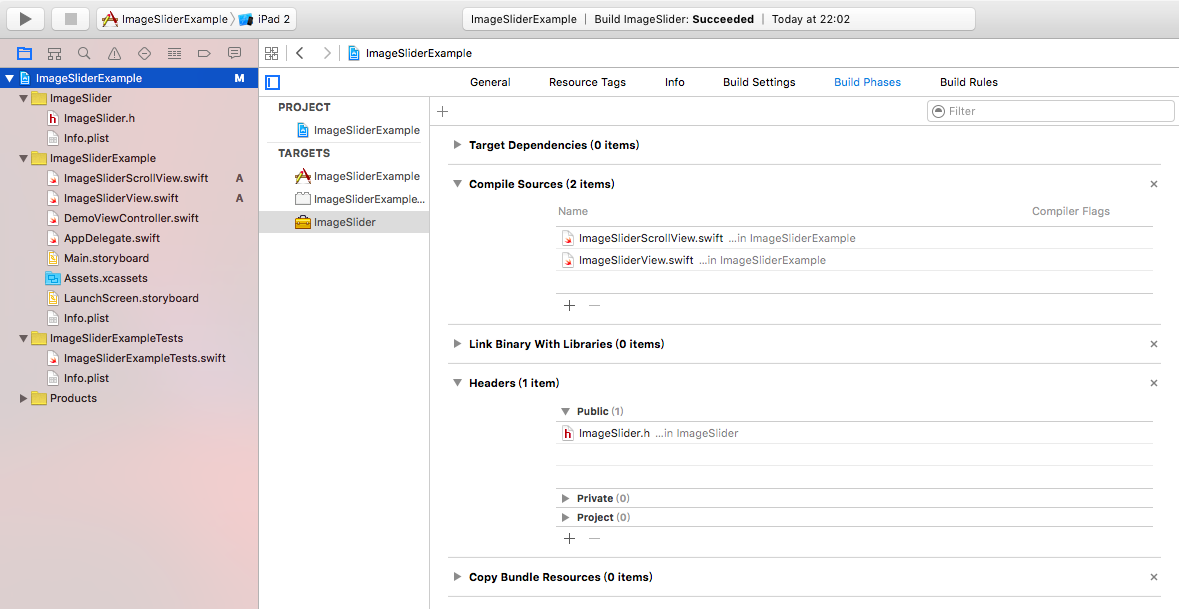 ImageSliderExample
iPad 2
ImageSliderExample | Build ImageSlider: Succeeded | Today at 22:02
ImageSliderExample M
ImageSlider
ImageSlider.h
Info.plist
ImageSliderExample
ImageSliderScrollView.swift A
ImageSliderView.swift A
DemoViewController.swift
AppDelegate.swift
Main.storyboard
Assets.xcassets
LaunchScreen.storyboard
Info.plist
ImageSliderExampleTests
ImageSliderExampleTests.swift
Info.plist
Products
ImageSliderExample
General Resource Tags Info Build Settings Build Phases Build Rules
PROJECT
ImageSliderExample
TARGETS
ImageSliderExample
ImageSliderExample...
ImageSlider
Filter
Target Dependencies (0 items)
Compile Sources (2 items)
Name Compiler Flags
ImageSliderScrollView.swift ...in ImageSliderExample
ImageSliderView.swift ...in ImageSliderExample
Link Binary With Libraries (0 items)
Headers (1 item)
Public (1)
ImageSlider.h ...in ImageSlider
Private (0)
Project (0)
Copy Bundle Resources (0 items)